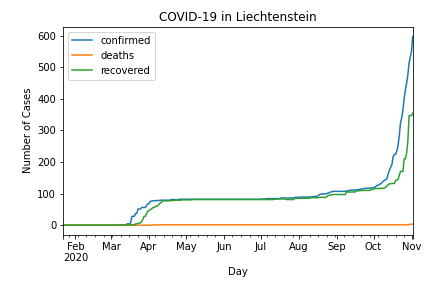 COVID-19 in Liechtenstein
confirmed
deaths
recovered
Number of Cases
600
500
400
300
200
100
0
Feb Mar Apr May Jun Jul Aug Sep Oct Nov
2020
Day